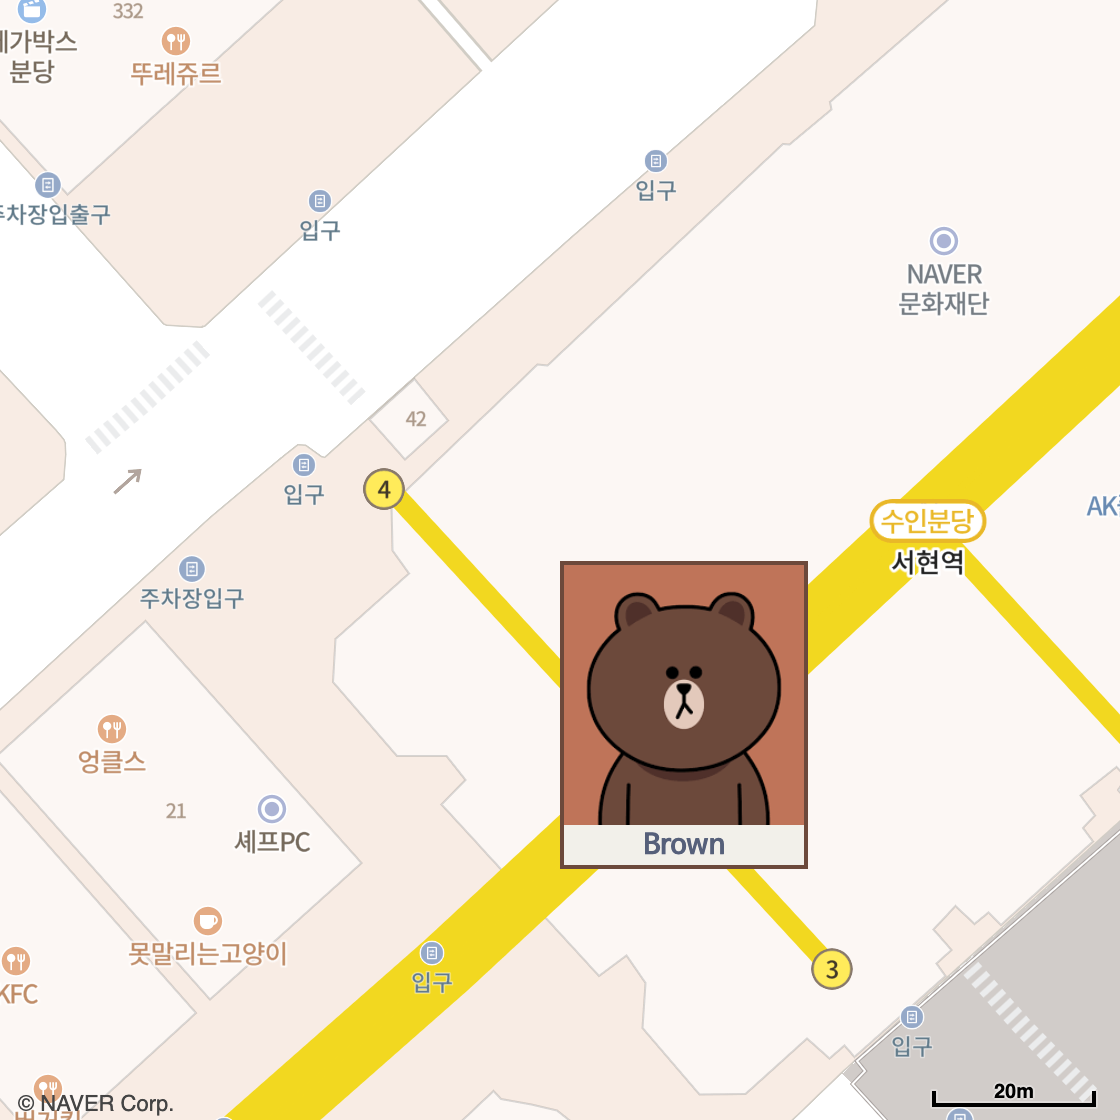 332
메가박스
분당
뚜레쥬르
주차장입출구
입구
입구
NAVER
문화재단
42
4
입구
수인분당
서현역
주차장입구
엉클스
21
셰프PC
Brown
못말리는고양이
입구
KFC
3
입구
20m
© NAVER Corp.